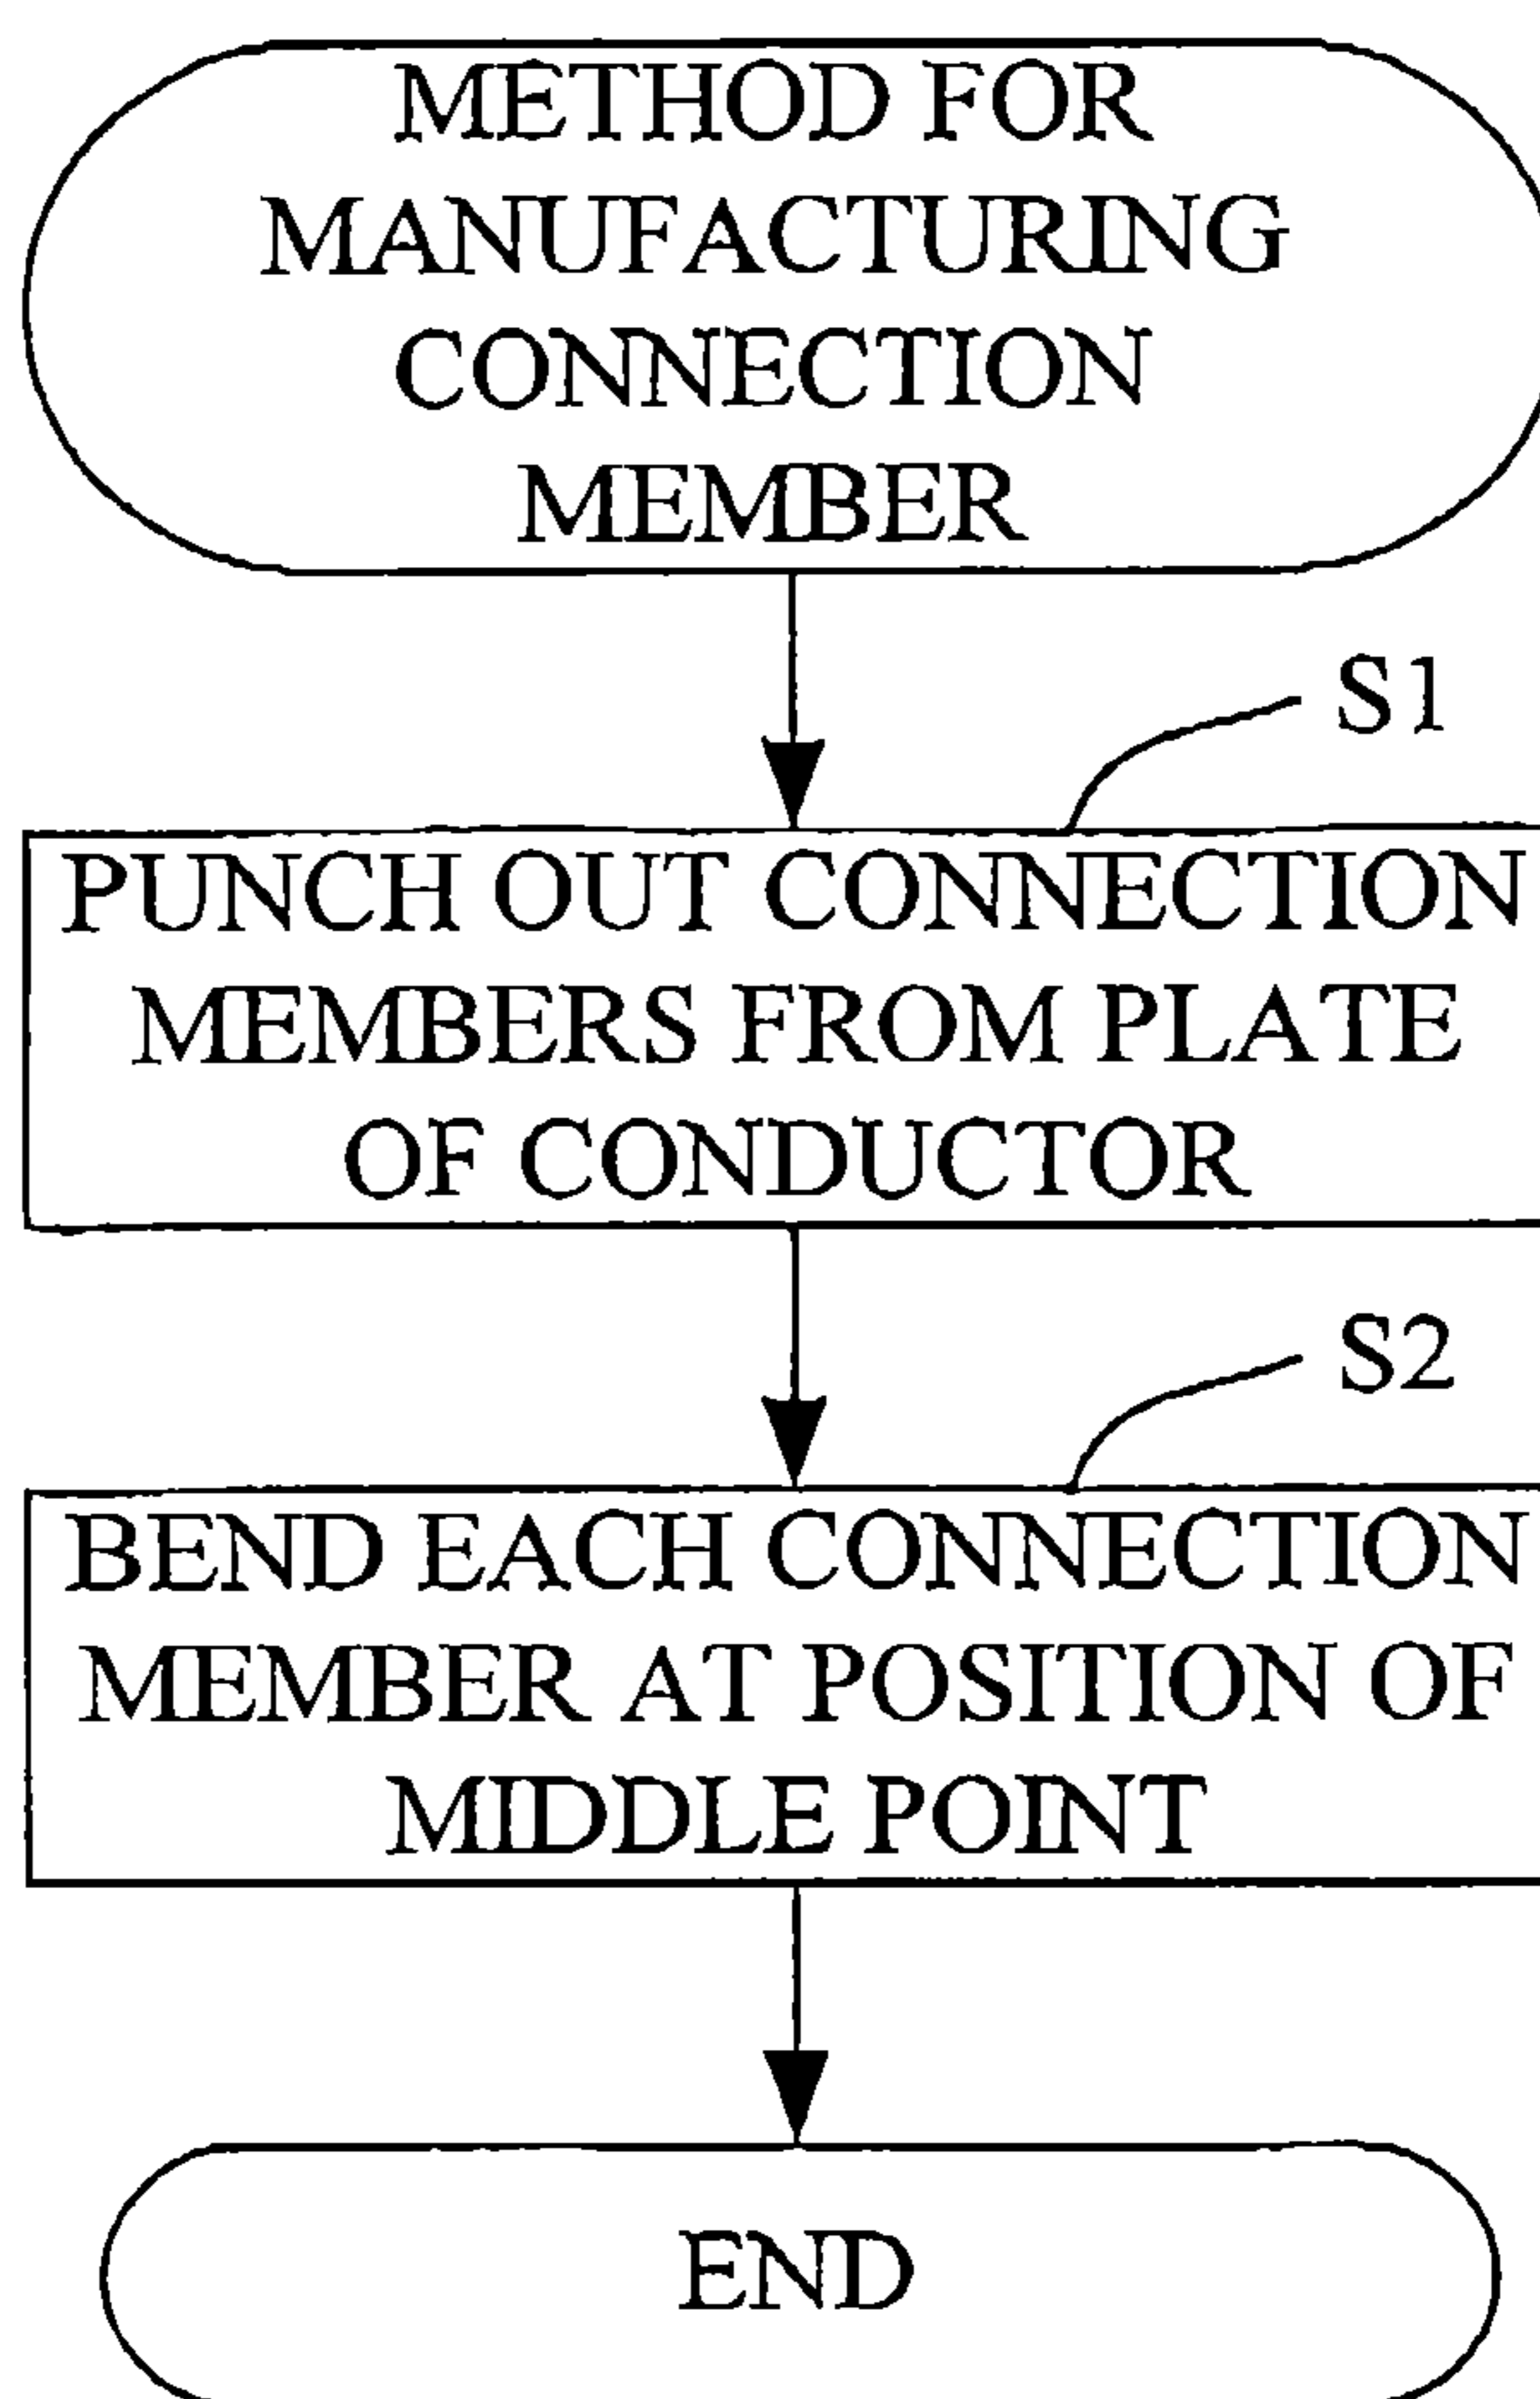 METHOD FOR
MANUFACTURING
CONNECTION
MEMBER
S1
PUNCH OUT CONNECTION
MEMBERS FROM PLATE
OF CONDUCTOR
S2
BEND EACH CONNECTION
MEMBER AT POSITION OF
MIDDLE POINT
END